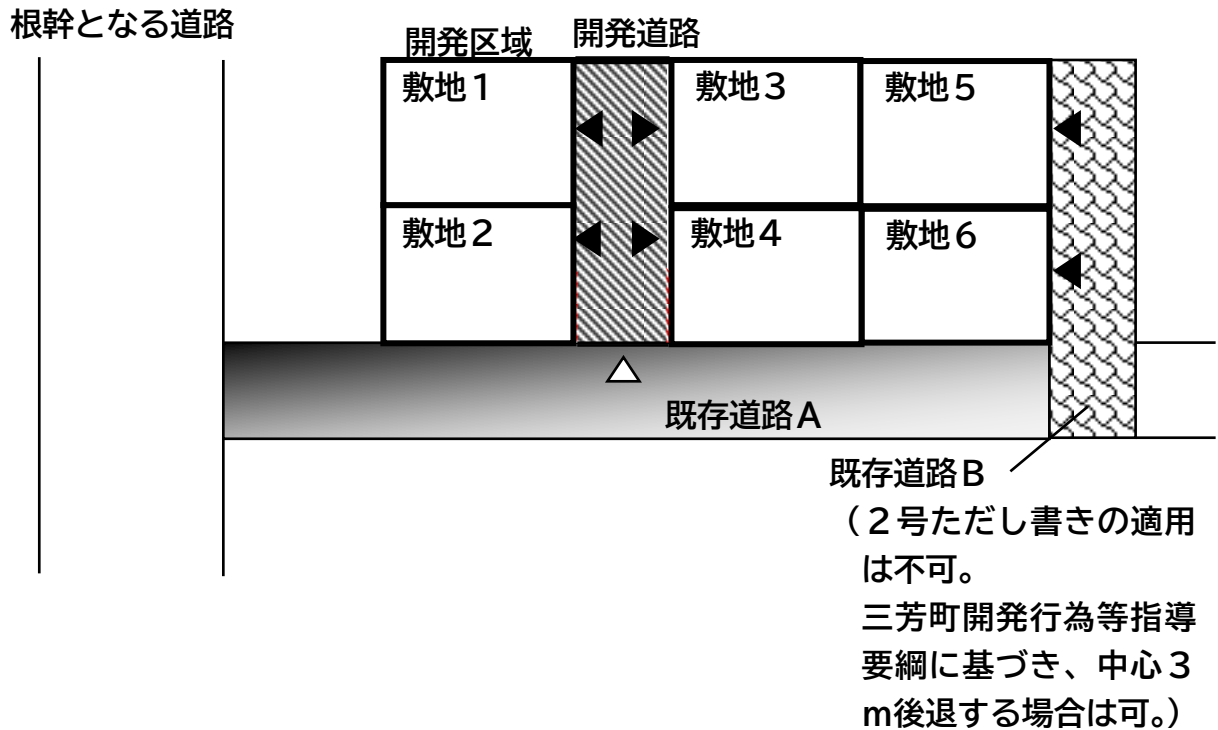 根幹となる道路
開発区域
開発道路
敷地1
敷地3
敷地5
敷地2
敷地4
敷地6
既存道路A
既存道路B
(2号ただし書きの適用
は不可。
三芳町開発行為等指導
要綱に基づき、中心3
m後退する場合は可。)